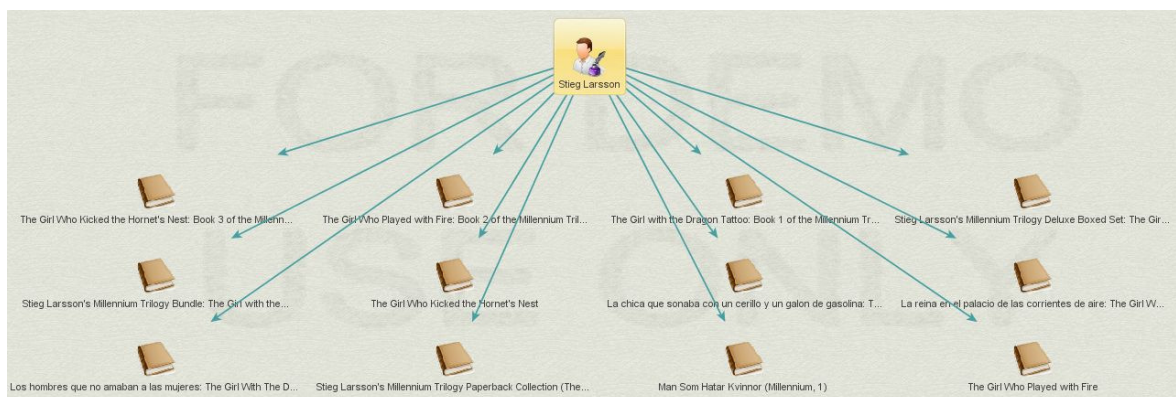 FOR DEMO
USE ONLY
Stieg Larsson
The Girl Who Kicked the Hornet's Nest: Book 3 of the Millenn...
The Girl Who Played with Fire: Book 2 of the Millennium Tril...
The Girl with the Dragon Tattoo: Book 1 of the Millennium Tr...
Stieg Larsson's Millennium Trilogy Deluxe Boxed Set: The Gir...
Stieg Larsson's Millennium Trilogy Bundle: The Girl with the...
The Girl Who Kicked the Hornet's Nest
La chica que sonaba con un cerillo y un galon de gasolina: T...
La reina en el palacio de las corrientes de aire: The Girl W...
Los hombres que no amaban a las mujeres: The Girl With The D...
Stieg Larsson's Millennium Trilogy Paperback Collection (The...
Man Som Hatar Kvinnor (Millennium, 1)
The Girl Who Played with Fire